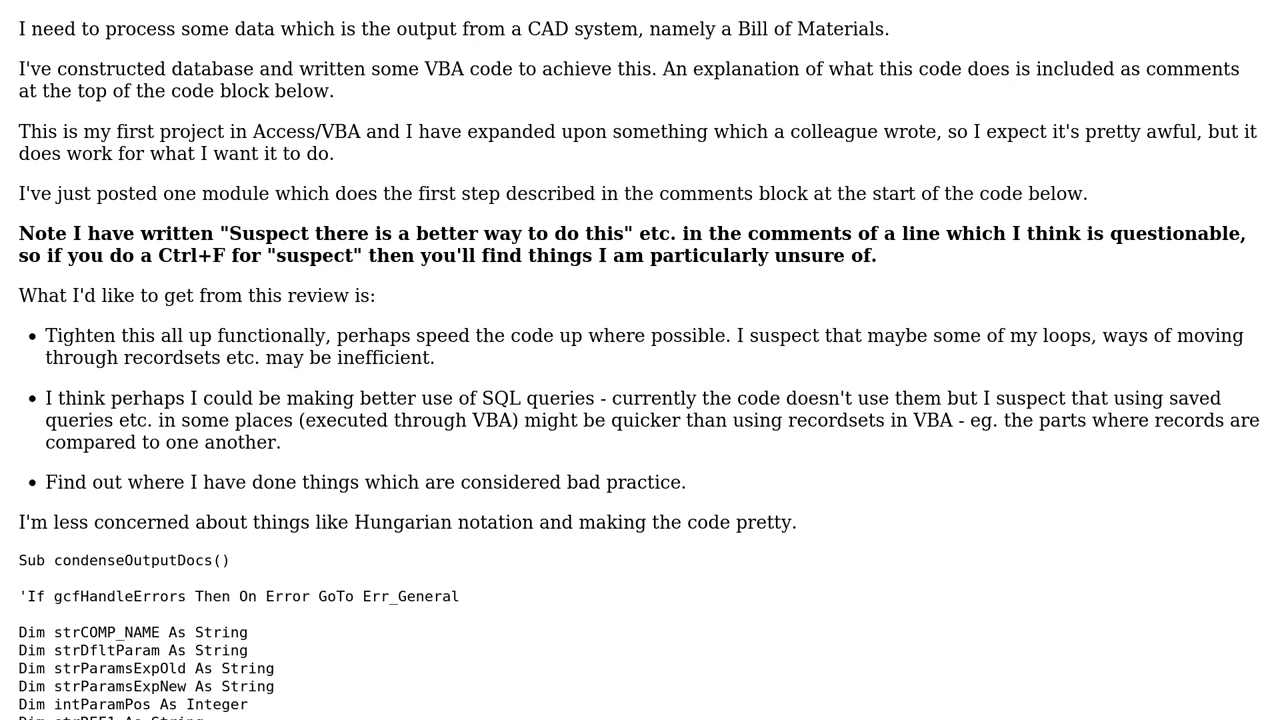 I need to process some data which is the output from a CAD system, namely a Bill of Materials.
I've constructed database and written some VBA code to achieve this. An explanation of what this code does is included as comments
at the top of the code block below.
This is my first project in Access/VBA and I have expanded upon something which a colleague wrote, so I expect it's pretty awful, but it
does work for what I want it to do.
I've just posted one module which does the first step described in the comments block at the start of the code below.
Note I have written "Suspect there is a better way to do this" etc. in the comments of a line which I think is questionable,
so if you do a Ctrl+F for "suspect" then you'll find things I am particularly unsure of.
What I'd like to get from this review is:
• Tighten this all up functionally, perhaps speed the code up where possible. I suspect that maybe some of my loops, ways of moving
through recordsets etc. may be inefficient.
• I think perhaps I could be making better use of SQL queries - currently the code doesn't use them but I suspect that using saved
queries etc. in some places (executed through VBA) might be quicker than using recordsets in VBA - eg. the parts where records are
compared to one another.
• Find out where I have done things which are considered bad practice.
I'm less concerned about things like Hungarian notation and making the code pretty.
Sub condenseOutputDocs()
'If gcfHandleErrors Then On Error GoTo Err_General
Dim strCOMP_NAME As String
Dim strDfltParam As String
Dim strParamsExpOld As String
Dim strParamsExpNew As String
Dim intParamPos As Integer